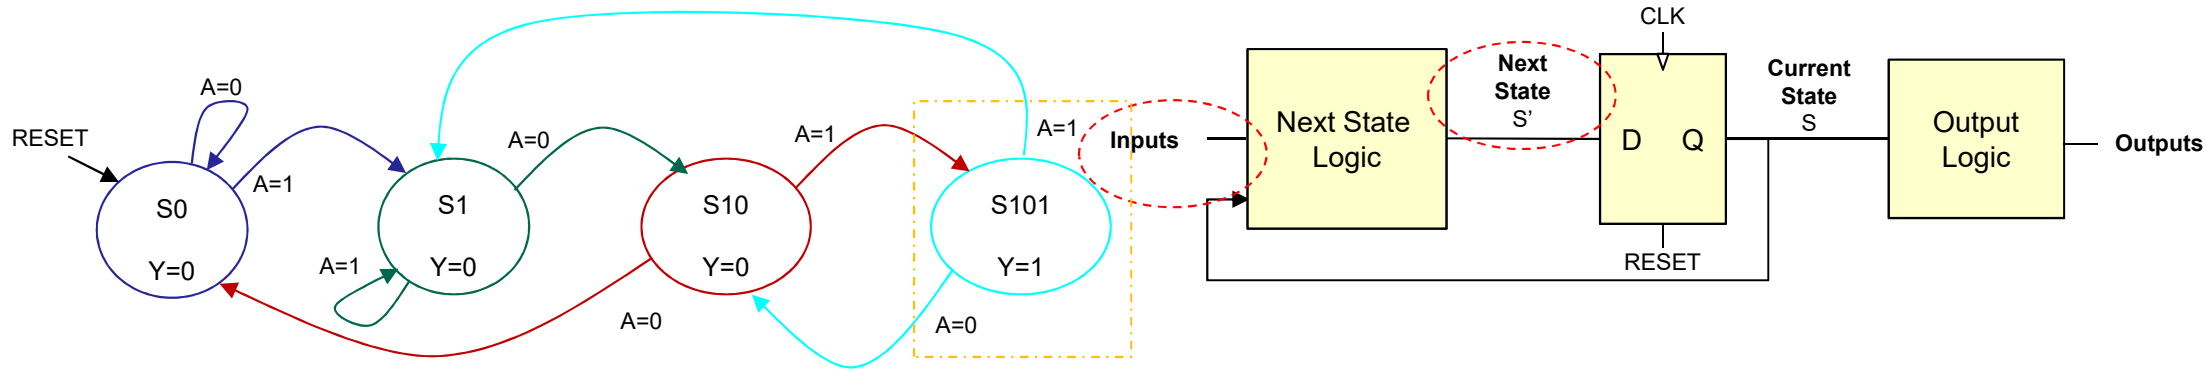 RESET
A=0
A=1
S0
Y=0
A=1
S1
Y=0
A=0
S10
Y=0
A=0
A=1
S101
Y=1
A=1
A=0
Inputs
Next State
Logic
Next
State
S'
CLK
D Q
RESET
Current
State
S
Output
Logic
Outputs